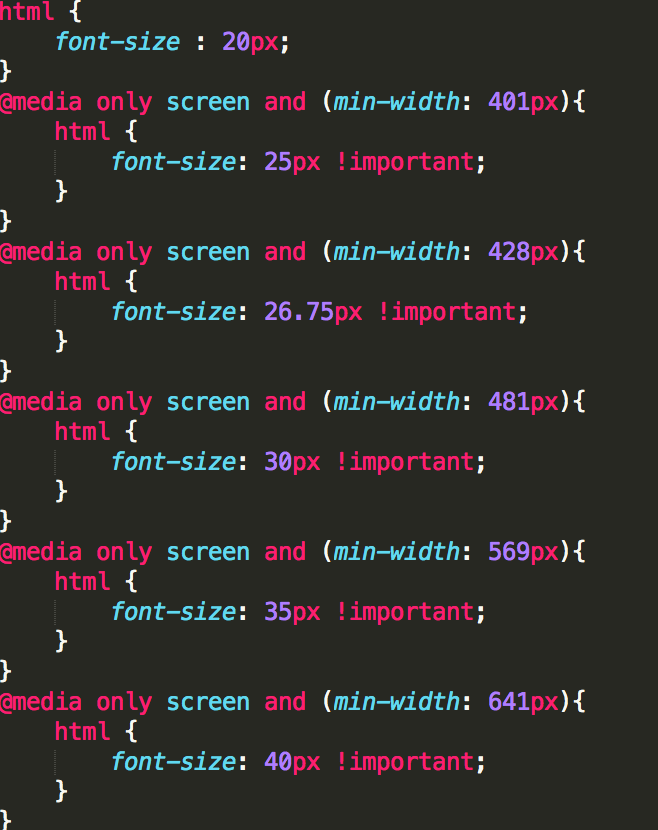 html {
    font-size : 20px;
}
@media only screen and (min-width: 401px){
    html {
        font-size: 25px !important;
    }
}
@media only screen and (min-width: 428px){
    html {
        font-size: 26.75px !important;
    }
}
@media only screen and (min-width: 481px){
    html {
        font-size: 30px !important;
    }
}
@media only screen and (min-width: 569px){
    html {
        font-size: 35px !important;
    }
}
@media only screen and (min-width: 641px){
    html {
        font-size: 40px !important;
    }
}